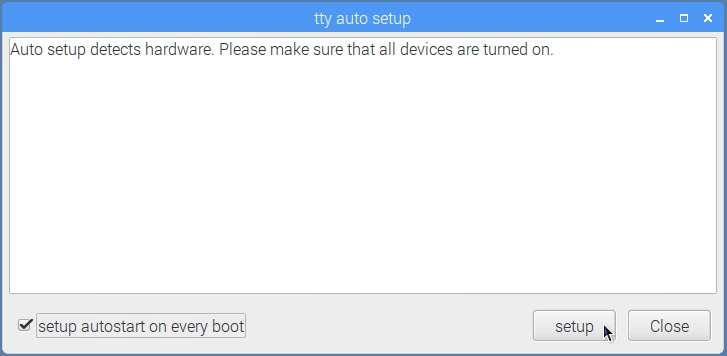 tty auto setup
Auto setup detects hardware. Please make sure that all devices are turned on.
setup autostart on every boot
setup
Close